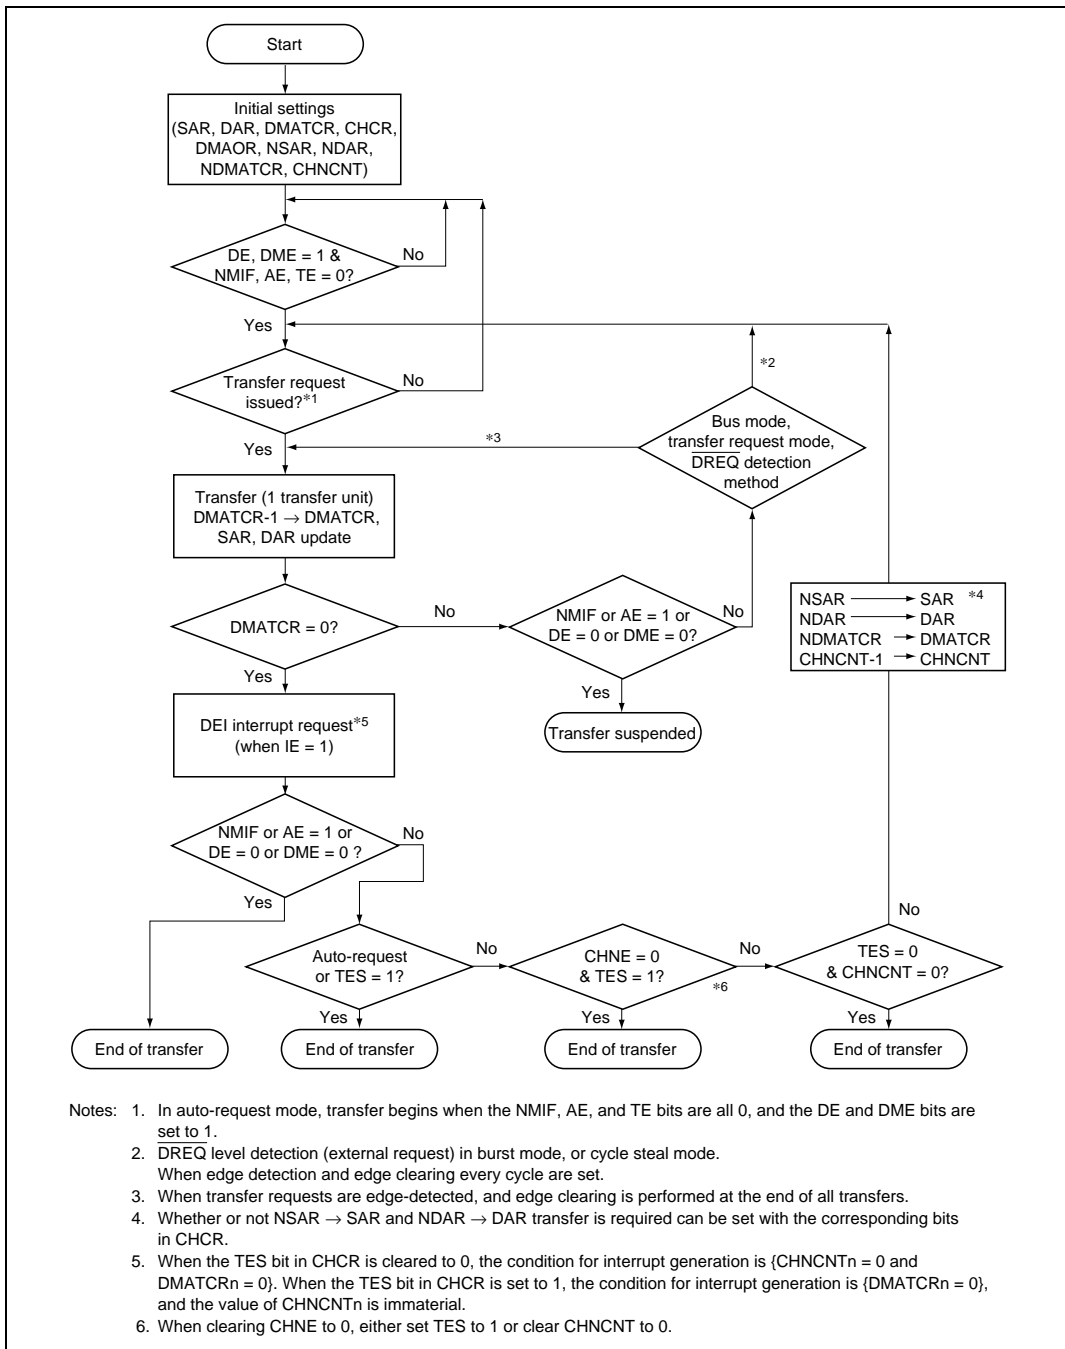 Start
Initial settings
(SAR, DAR, DMATCR, CHCR,
DMAOR, NSAR, NDAR,
NDMATCR, CHNCNT)
DE, DME = 1 &
NMIF, AE, TE = 0?
No
Yes
Transfer request
issued?*1
No
Yes
*2
Bus mode,
transfer request mode,
DREQ detection
method
*3
Transfer (1 transfer unit)
DMATCR-1 → DMATCR,
SAR, DAR update
DMATCR = 0?
No
Yes
NMIF or AE = 1 or
DE = 0 or DME = 0?
No
Yes
Transfer suspended
NSAR → SAR *4
NDAR → DAR
NDMATCR → DMATCR
CHNCNT-1 → CHNCNT
DEI interrupt request*5
(when IE = 1)
NMIF or AE = 1 or
DE = 0 or DME = 0 ?
No
Yes
Auto-request
or TES = 1?
No
Yes
CHNE = 0
& TES = 1?
No
*6
Yes
TES = 0
& CHNCNT = 0?
No
Yes
End of transfer
End of transfer
End of transfer
End of transfer
Notes: 1. In auto-request mode, transfer begins when the NMIF, AE, and TE bits are all 0, and the DE and DME bits are
set to 1.
2. DREQ level detection (external request) in burst mode, or cycle steal mode.
When edge detection and edge clearing every cycle are set.
3. When transfer requests are edge-detected, and edge clearing is performed at the end of all transfers.
4. Whether or not NSAR → SAR and NDAR → DAR transfer is required can be set with the corresponding bits
in CHCR.
5. When the TES bit in CHCR is cleared to 0, the condition for interrupt generation is {CHNCNTn = 0 and
DMATCRn = 0}. When the TES bit in CHCR is set to 1, the condition for interrupt generation is {DMATCRn = 0},
and the value of CHNCNTn is immaterial.
6. When clearing CHNE to 0, either set TES to 1 or clear CHNCNT to 0.